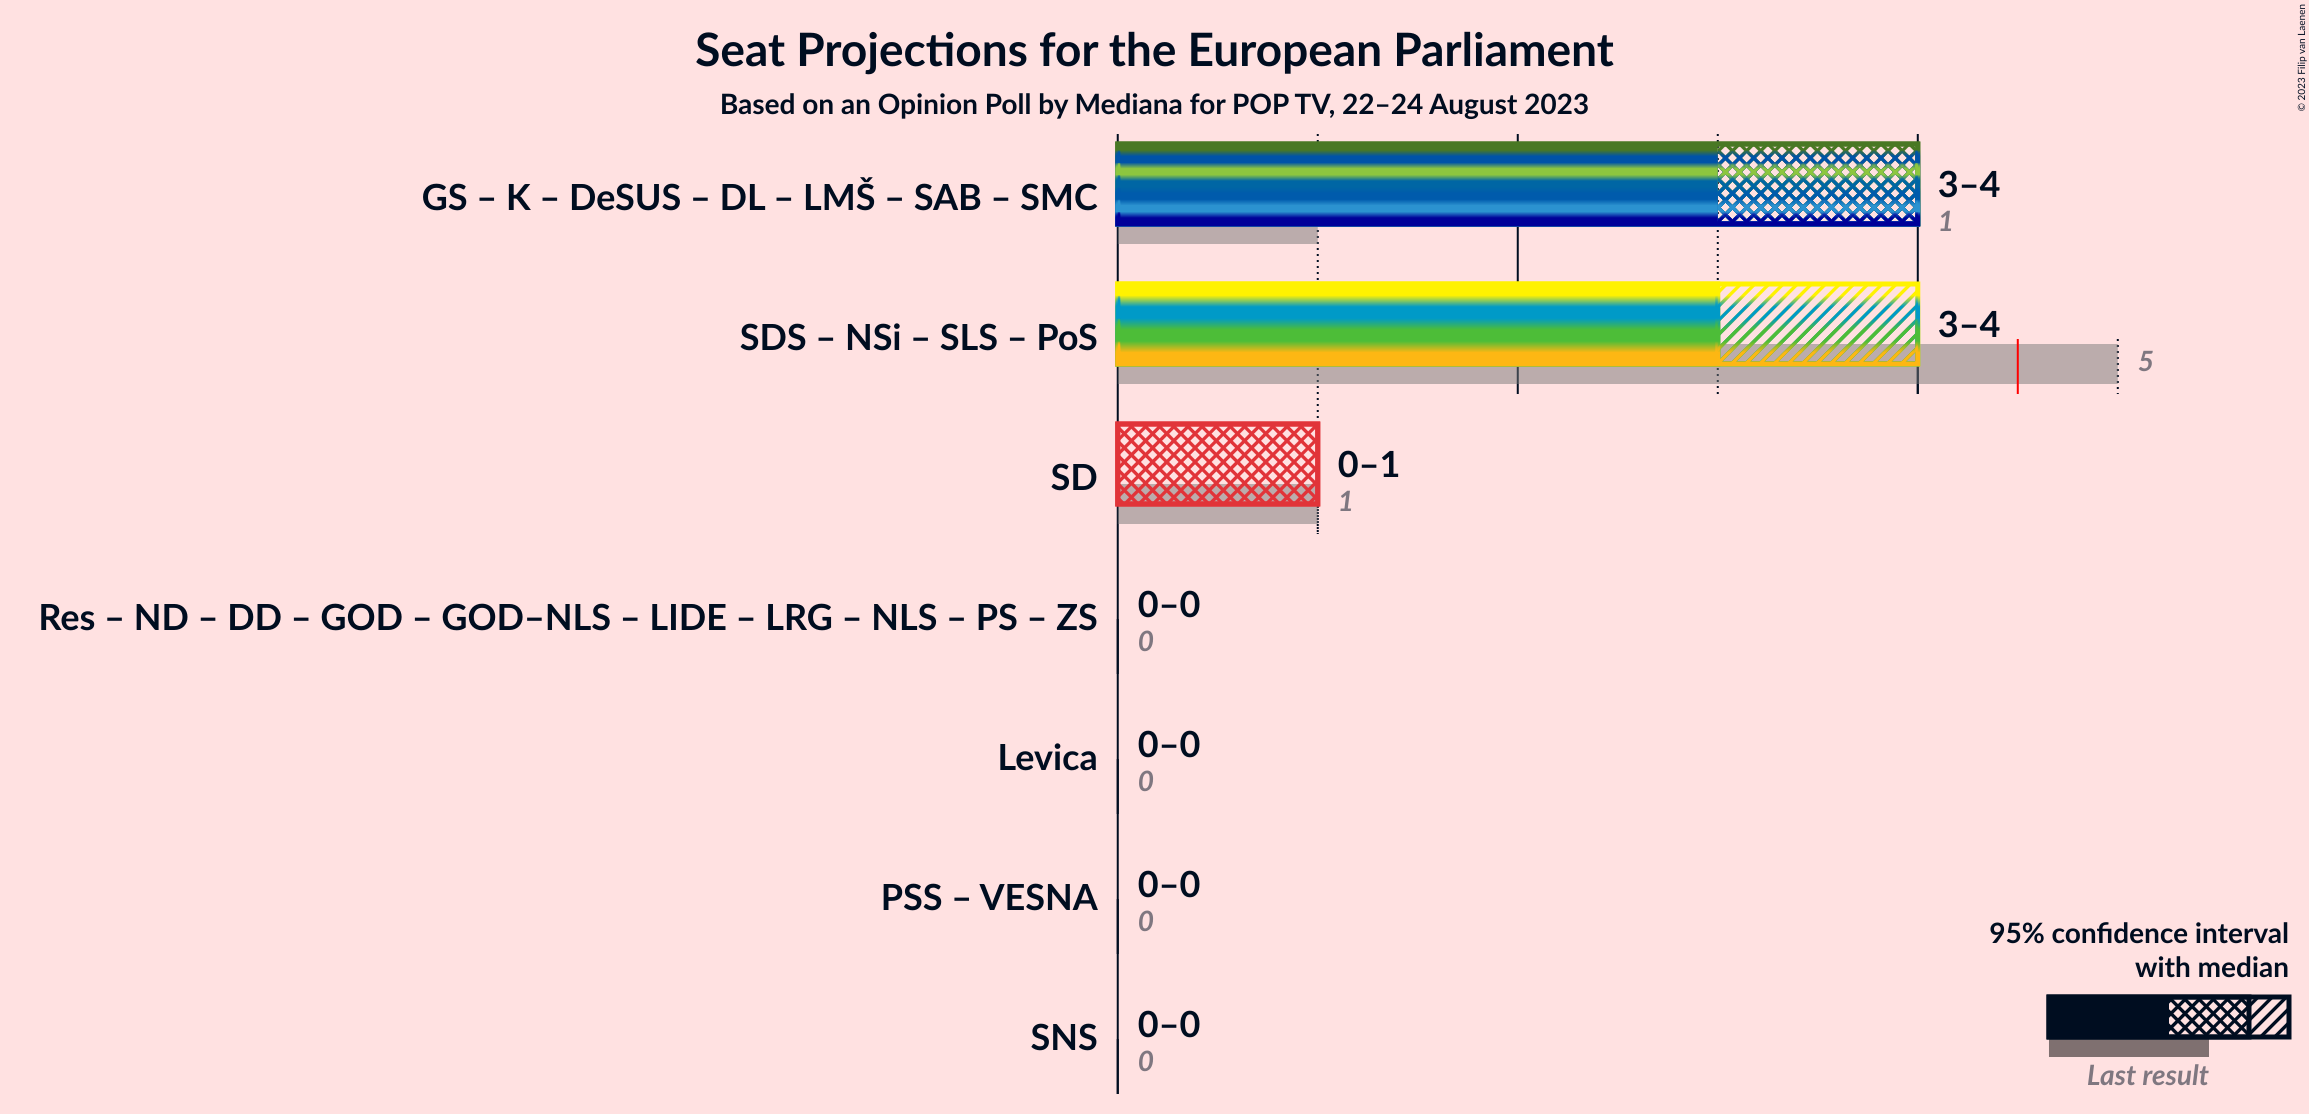 Seat Projections for the European Parliament
Based on an Opinion Poll by Mediana for POP TV, 22–24 August 2023
© 2023 Filip van Laenen
GS – K – DeSUS – DL – LMŠ – SAB – SMC
3–4
1
SDS – NSi – SLS – PoS
3–4
5
SD
0–1
1
Res – ND – DD – GOD – GOD–NLS – LIDE – LRG – NLS – PS – ZS
0–0
0
Levica
0–0
0
PSS – VESNA
0–0
0
SNS
0–0
0
95% confidence interval
with median
Last result